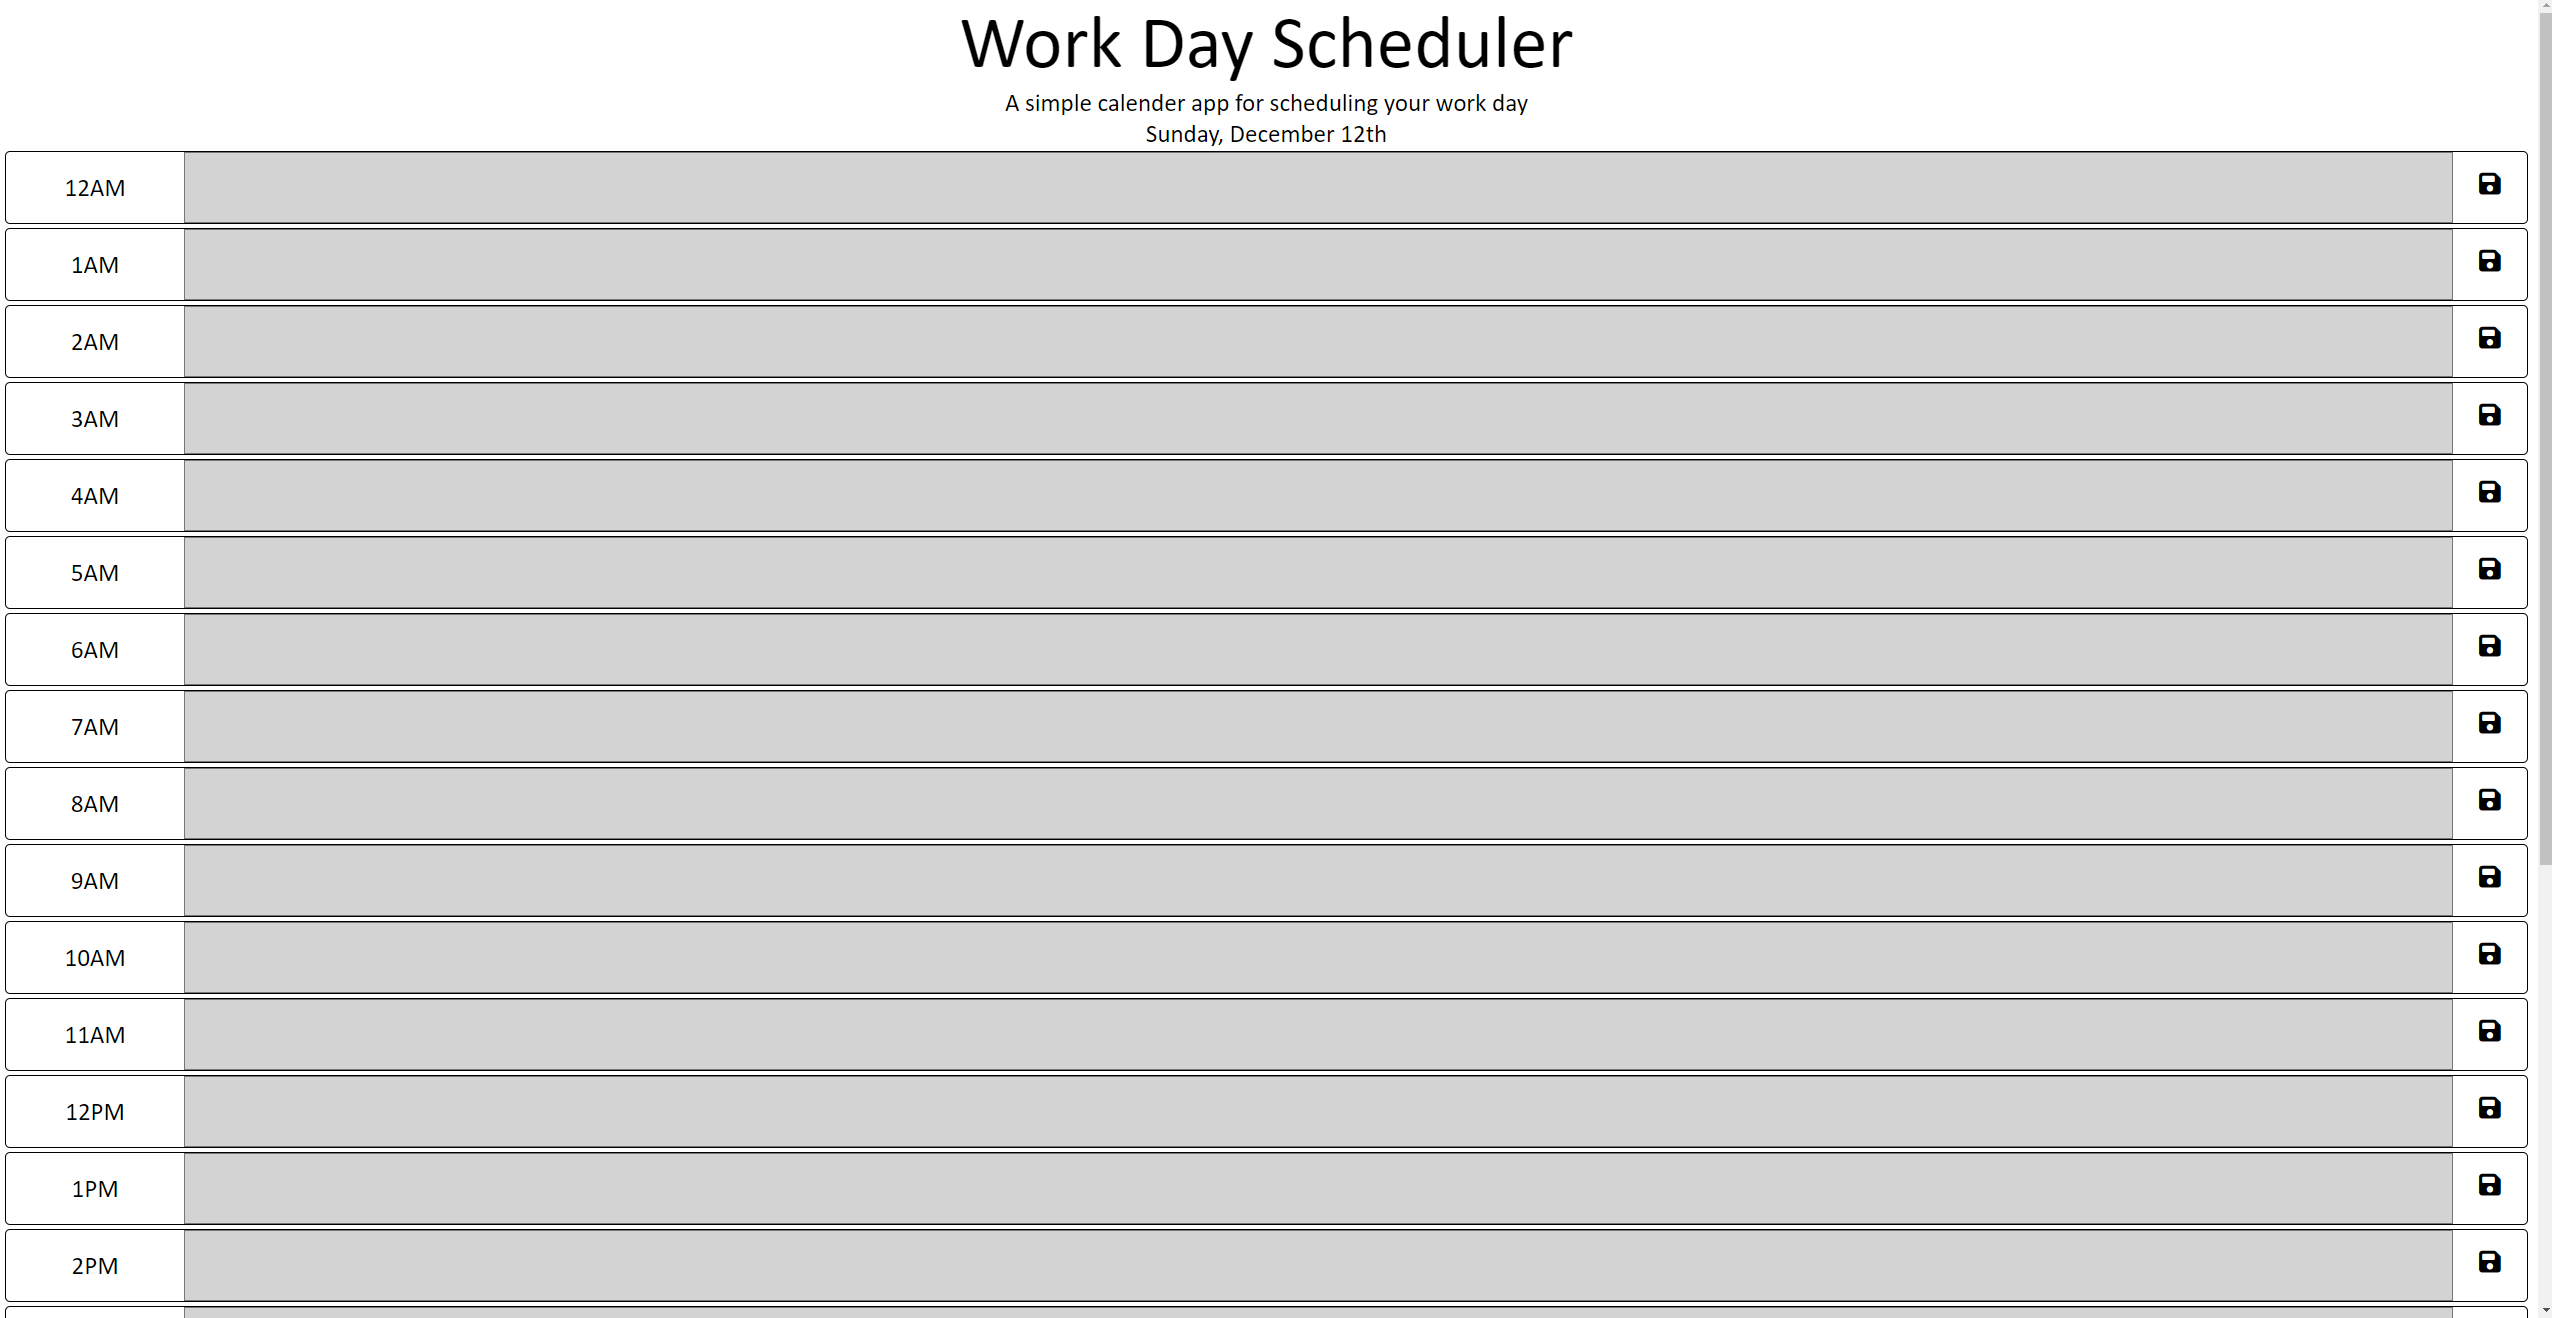 Work Day Scheduler
A simple calender app for scheduling your work day
Sunday, December 12th
12AM
1AM
2AM
3AM
4AM
5AM
6AM
7AM
8AM
9AM
10AM
11AM
12PM
1PM
2PM